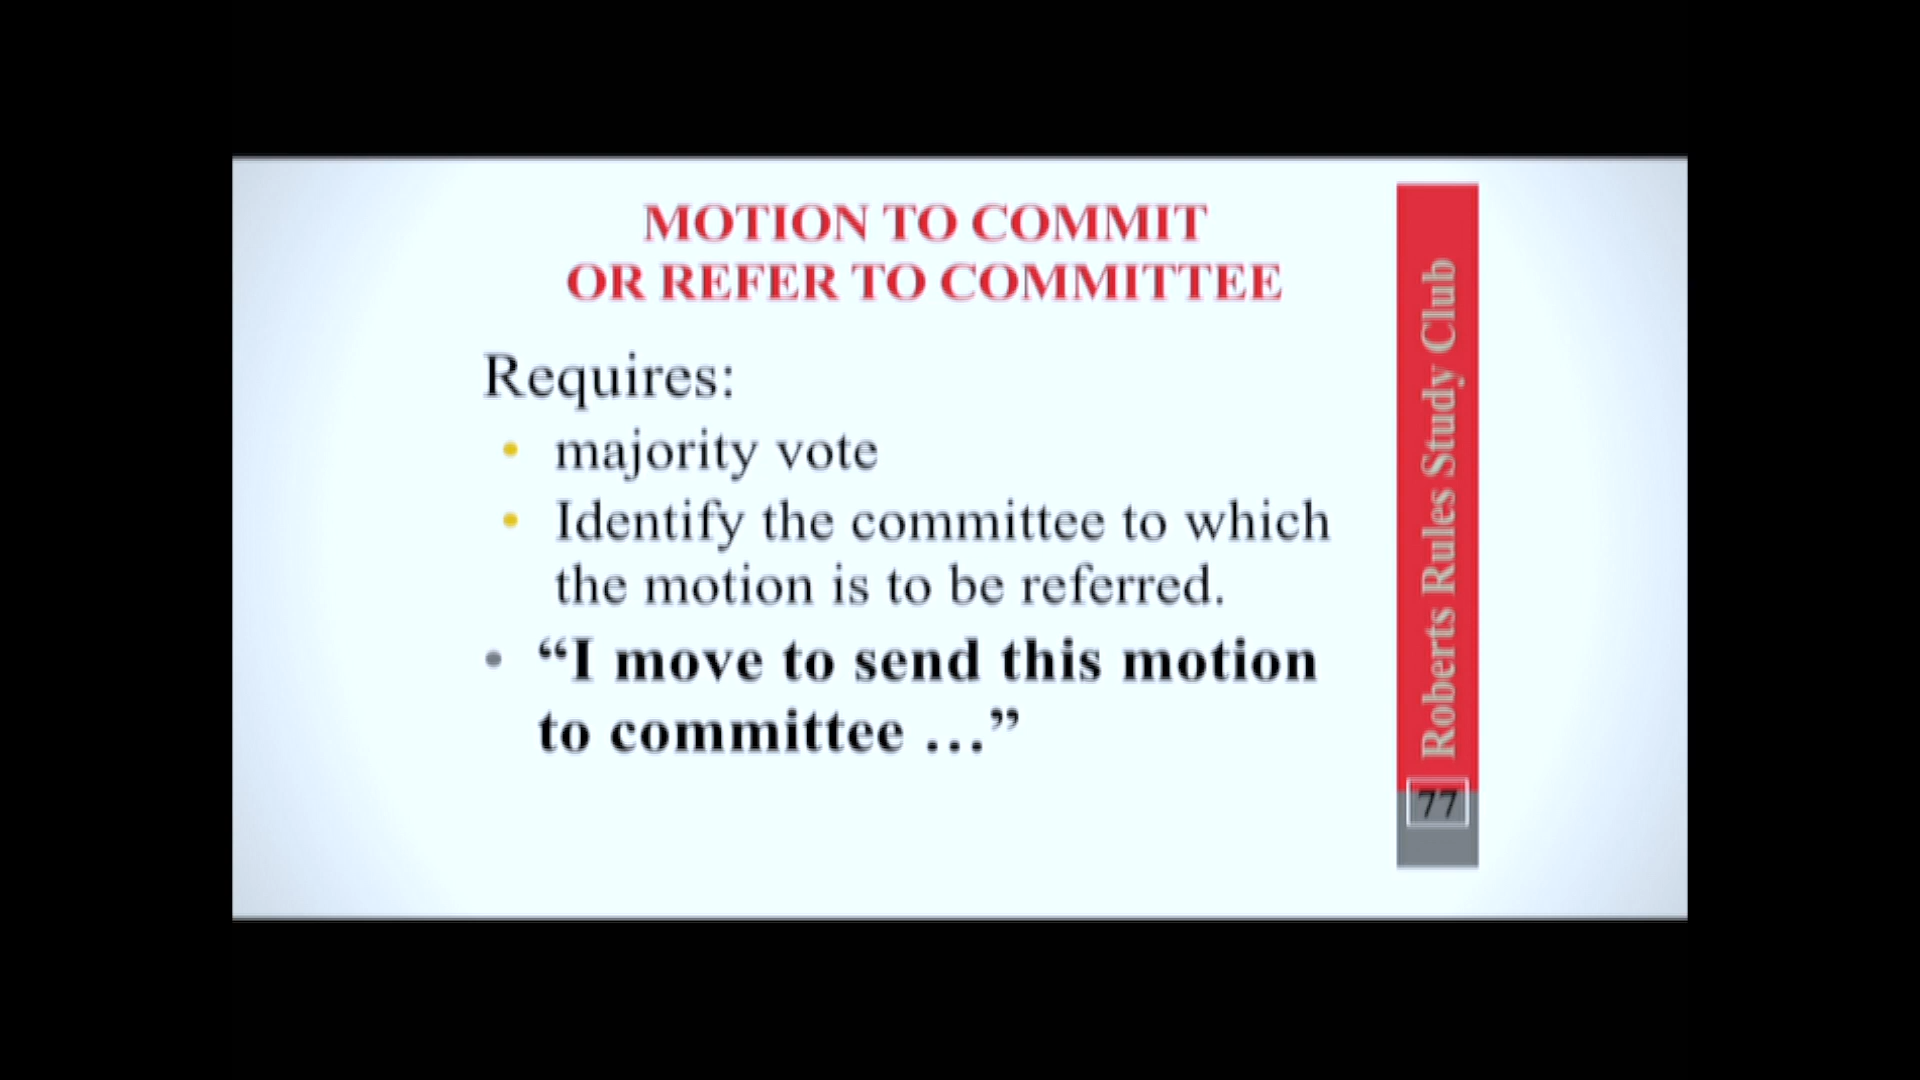 MOTION TO COMMIT
OR REFER TO COMMITTEE
Requires:
• majority vote
• Identify the committee to which
the motion is to be referred.
• “I move to send this motion
to committee …”
Roberts Rules Study Club
77